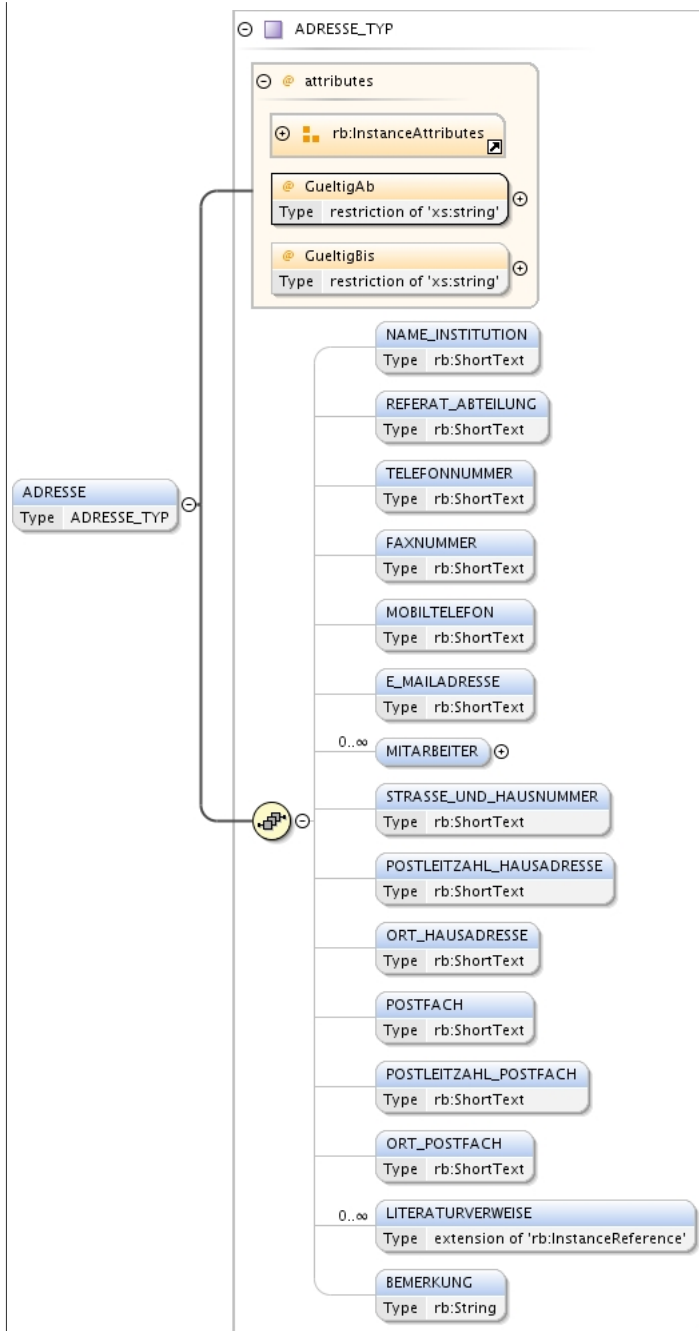 ADRESSE_TYP
@ attributes
rb:InstanceAttributes
@ GueltigAb
Type restriction of 'xs:string'
@ GueltigBis
Type restriction of 'xs:string'
NAME_INSTITUTION
Type rb:ShortText
REFERAT_ABTEILUNG
Type rb:ShortText
TELEFONNUMMER
Type rb:ShortText
ADRESSE
Type ADRESSE_TYP
FAXNUMMER
Type rb:ShortText
MOBILTELEFON
Type rb:ShortText
E_MAILADRESSE
Type rb:ShortText
0..∞ MITARBEITER
STRASSE_UND_HAUSNUMMER
Type rb:ShortText
POSTLEITZAHL_HAUSADRESSE
Type rb:ShortText
ORT_HAUSADRESSE
Type rb:ShortText
POSTFACH
Type rb:ShortText
POSTLEITZAHL_POSTFACH
Type rb:ShortText
ORT_POSTFACH
Type rb:ShortText
0..∞ LITERATURVERWEISE
Type extension of 'rb:InstanceReference'
BEMERKUNG
Type rb:String